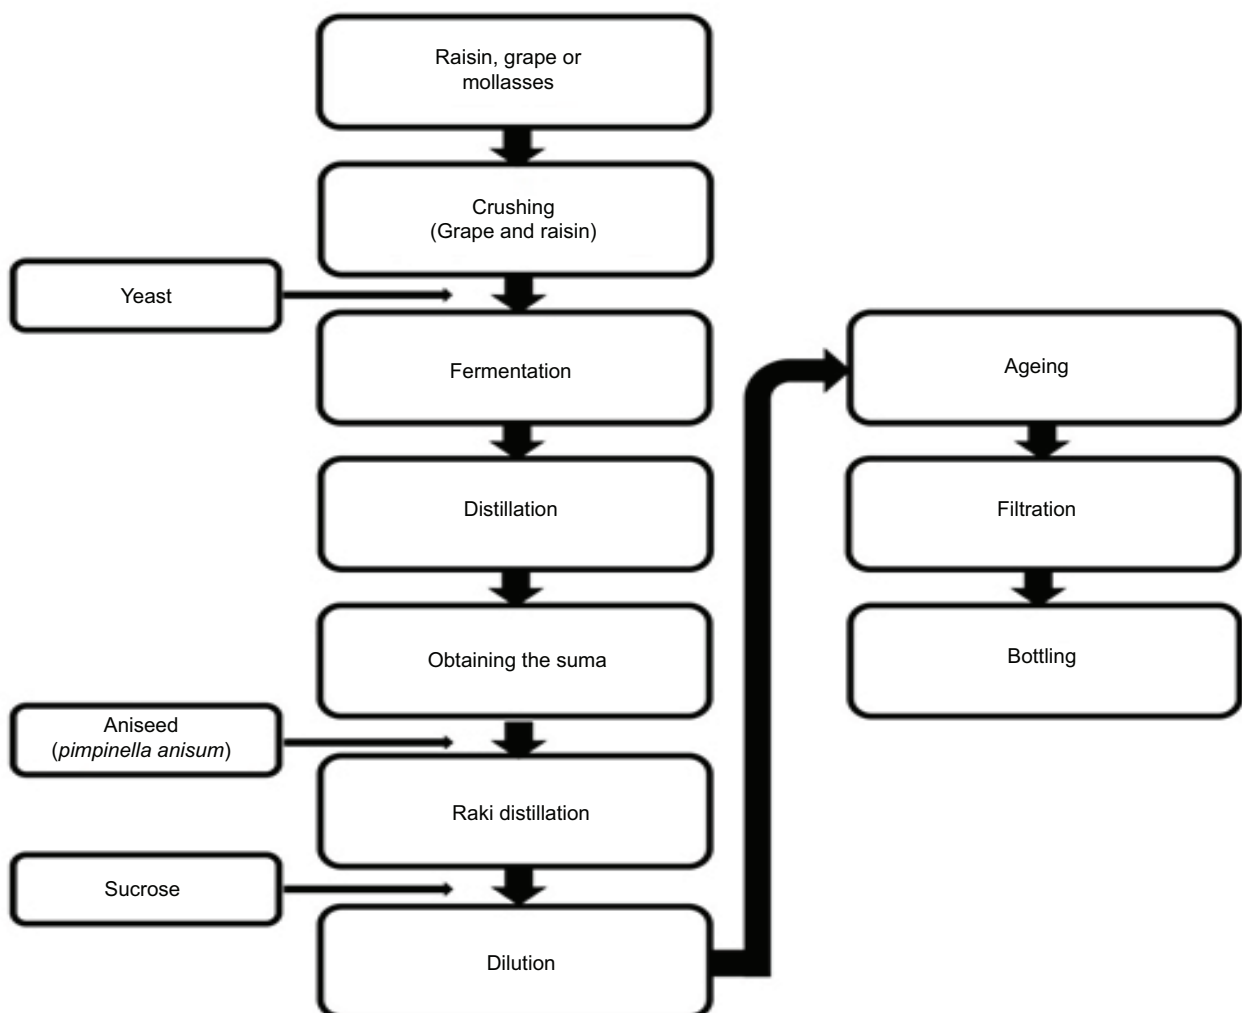 Raisin, grape or
mollasses
Crushing
(Grape and raisin)
Yeast
Fermentation
Distillation
Obtaining the suma
Aniseed
(pimpinella anisum)
Raki distillation
Sucrose
Dilution
Ageing
Filtration
Bottling